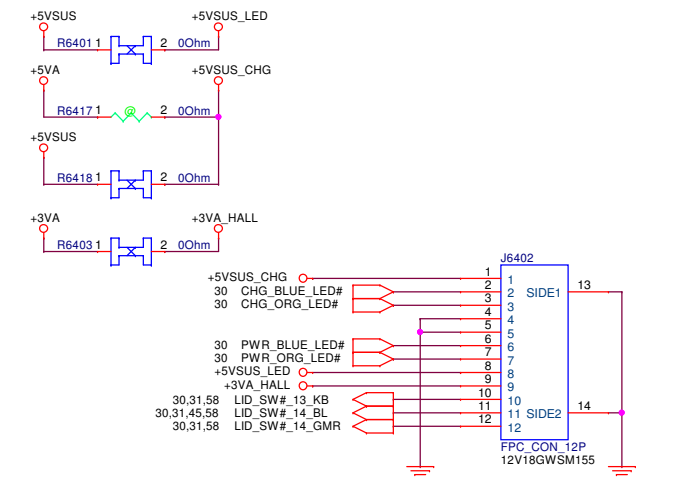 +5VSUS +5VSUS_LED
R6401 1 2 0Ohm
+5VA +5VSUS_CHG
R6417 1 @ 2 0Ohm
+5VSUS
R6418 1 2 0Ohm
+3VA +3VA_HALL
R6403 1 2 0Ohm
J6402
+5VSUS_CHG 1 1
30 CHG_BLUE_LED# 2 2 SIDE1 13
30 CHG_ORG_LED# 3 3
4 4
5 5
30 PWR_BLUE_LED# 6 6
30 PWR_ORG_LED# 7 7
+5VSUS_LED 8 8
+3VA_HALL 9 9
30,31,58 LID_SW#_13_KB 10 10
30,31,45,58 LID_SW#_14_BL 11 11 SIDE2 14
30,31,58 LID_SW#_14_GMR 12 12
FPC_CON_12P
12V18GWSM155